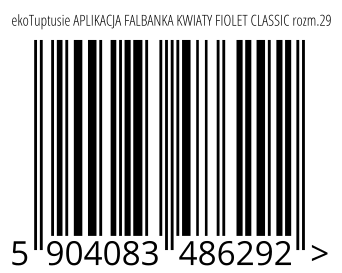 ekoTuptusie APLIKACJA FALBANKA KWIATY FIOLET CLASSIC rozm.29
5 904083 486292 >